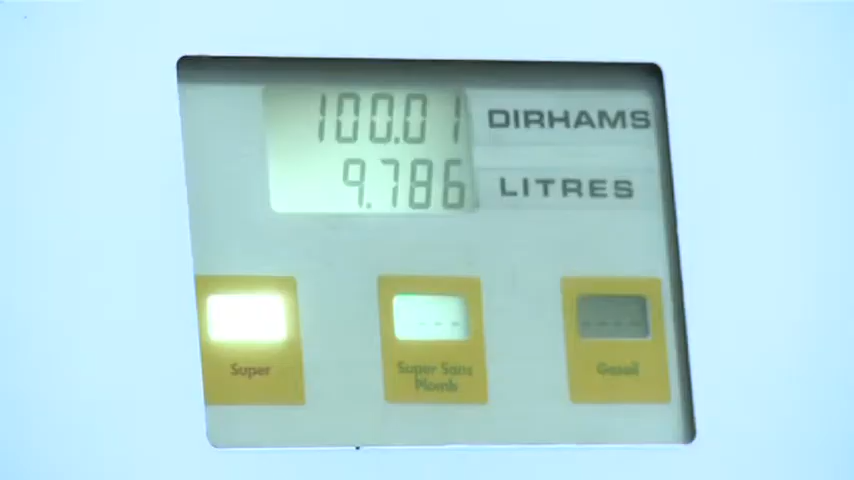 100.01 DIRHAMS
9.786 LITRES
Super
Super Sans
Plomb
Gasoil